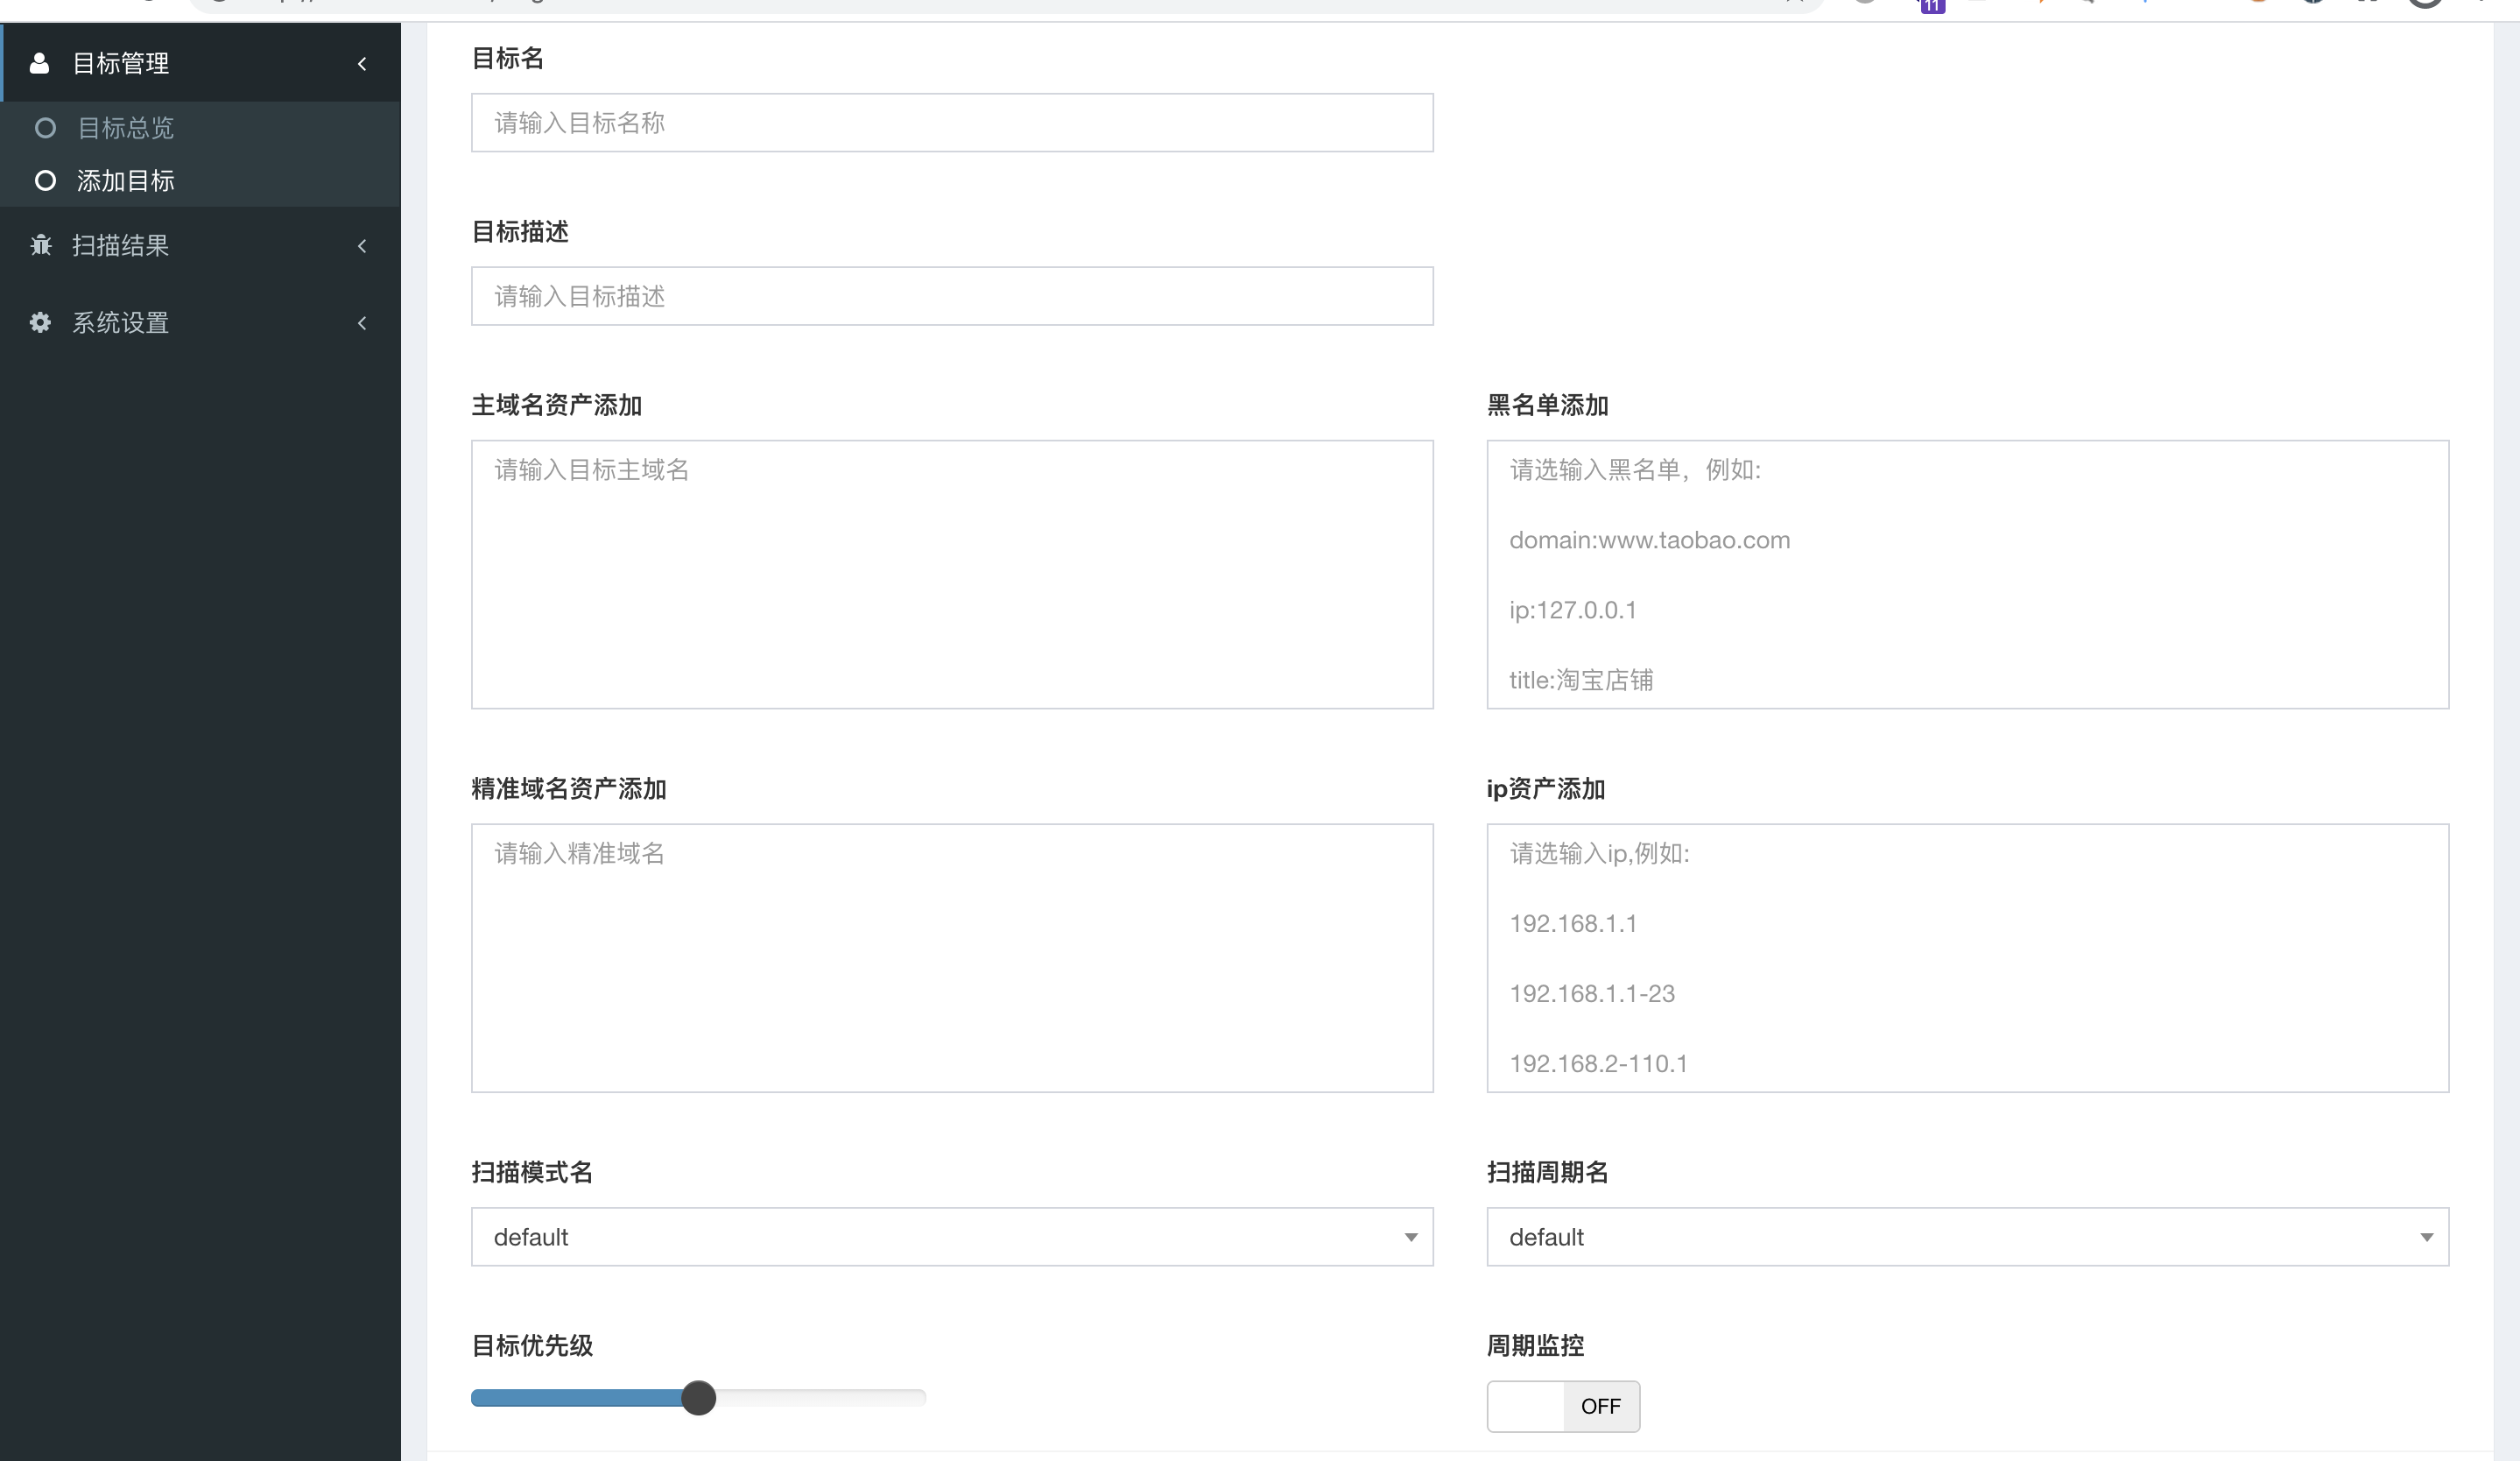 11
目标管理
目标总览
添加目标
扫描结果
系统设置
目标名
请输入目标名称
目标描述
请输入目标描述
主域名资产添加
请输入目标主域名
黑名单添加
请选输入黑名单，例如:
domain:www.taobao.com
ip:127.0.0.1
title:淘宝店铺
精准域名资产添加
请输入精准域名
ip资产添加
请选输入ip,例如:
192.168.1.1
192.168.1.1-23
192.168.2-110.1
扫描模式名
default
扫描周期名
default
目标优先级
周期监控
OFF